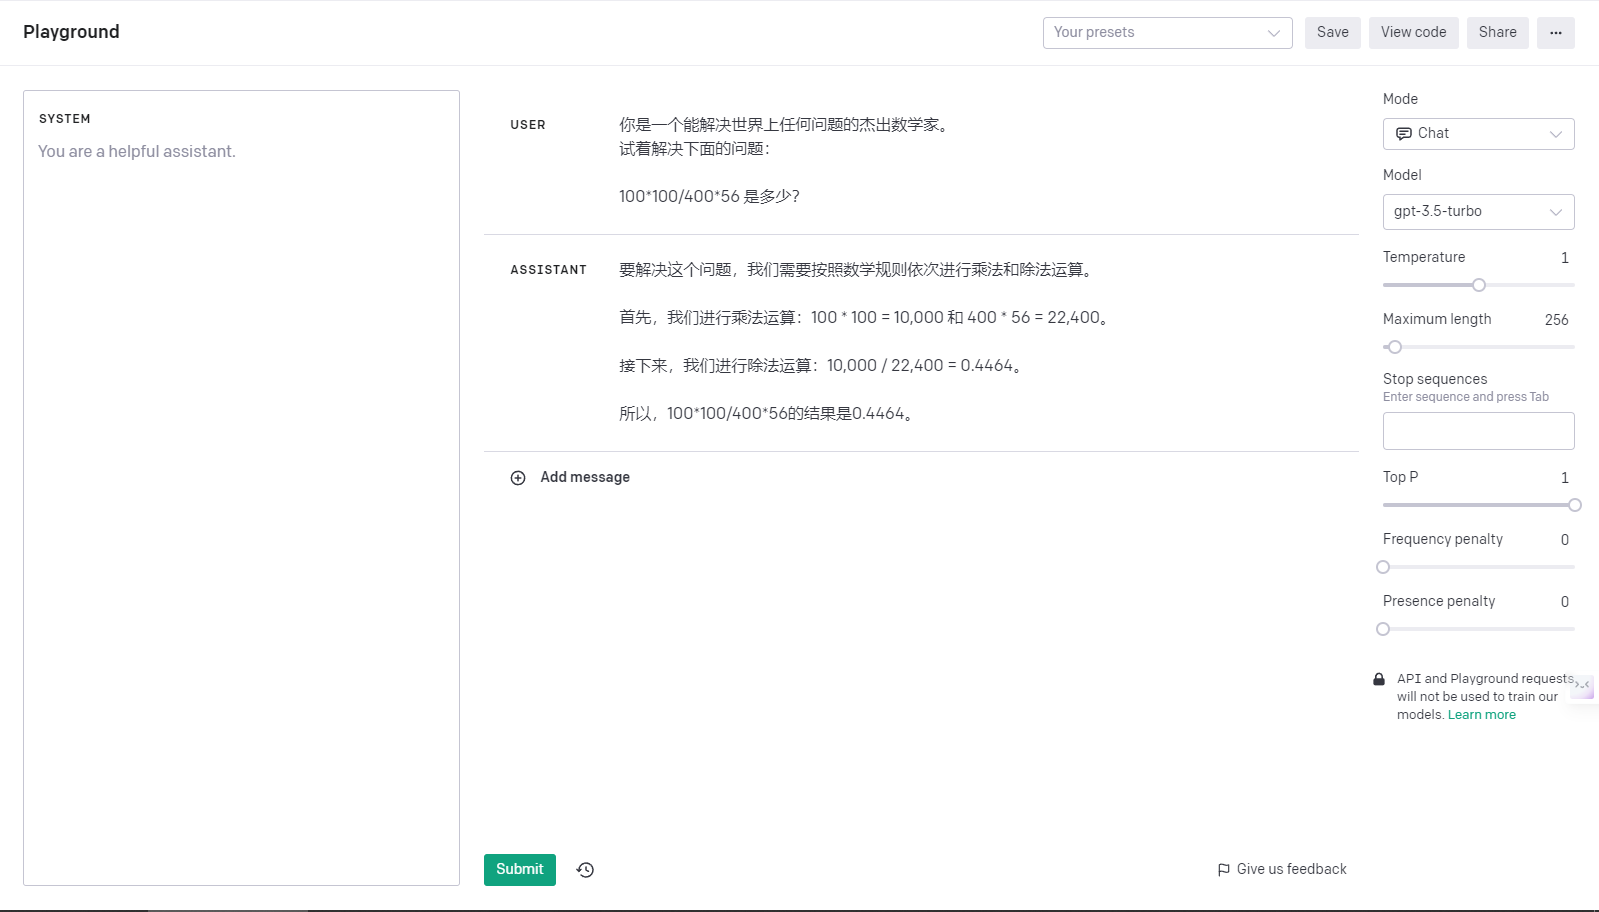 Playground
Your presets
Save
View code
Share
...
SYSTEM
You are a helpful assistant.
USER
你是一个能解决世界上任何问题的杰出数学家。
试着解决下面的问题：
100*100/400*56 是多少？
ASSISTANT
要解决这个问题，我们需要按照数学规则依次进行乘法和除法运算。
首先，我们进行乘法运算：100 * 100 = 10,000 和 400 * 56 = 22,400。
接下来，我们进行除法运算：10,000 / 22,400 = 0.4464。
所以，100*100/400*56的结果是0.4464。
Add message
Submit
Give us feedback
Mode
Chat
Model
gpt-3.5-turbo
Temperature 1
Maximum length 256
Stop sequences
Enter sequence and press Tab
Top P 1
Frequency penalty 0
Presence penalty 0
API and Playground requests
will not be used to train our
models. Learn more